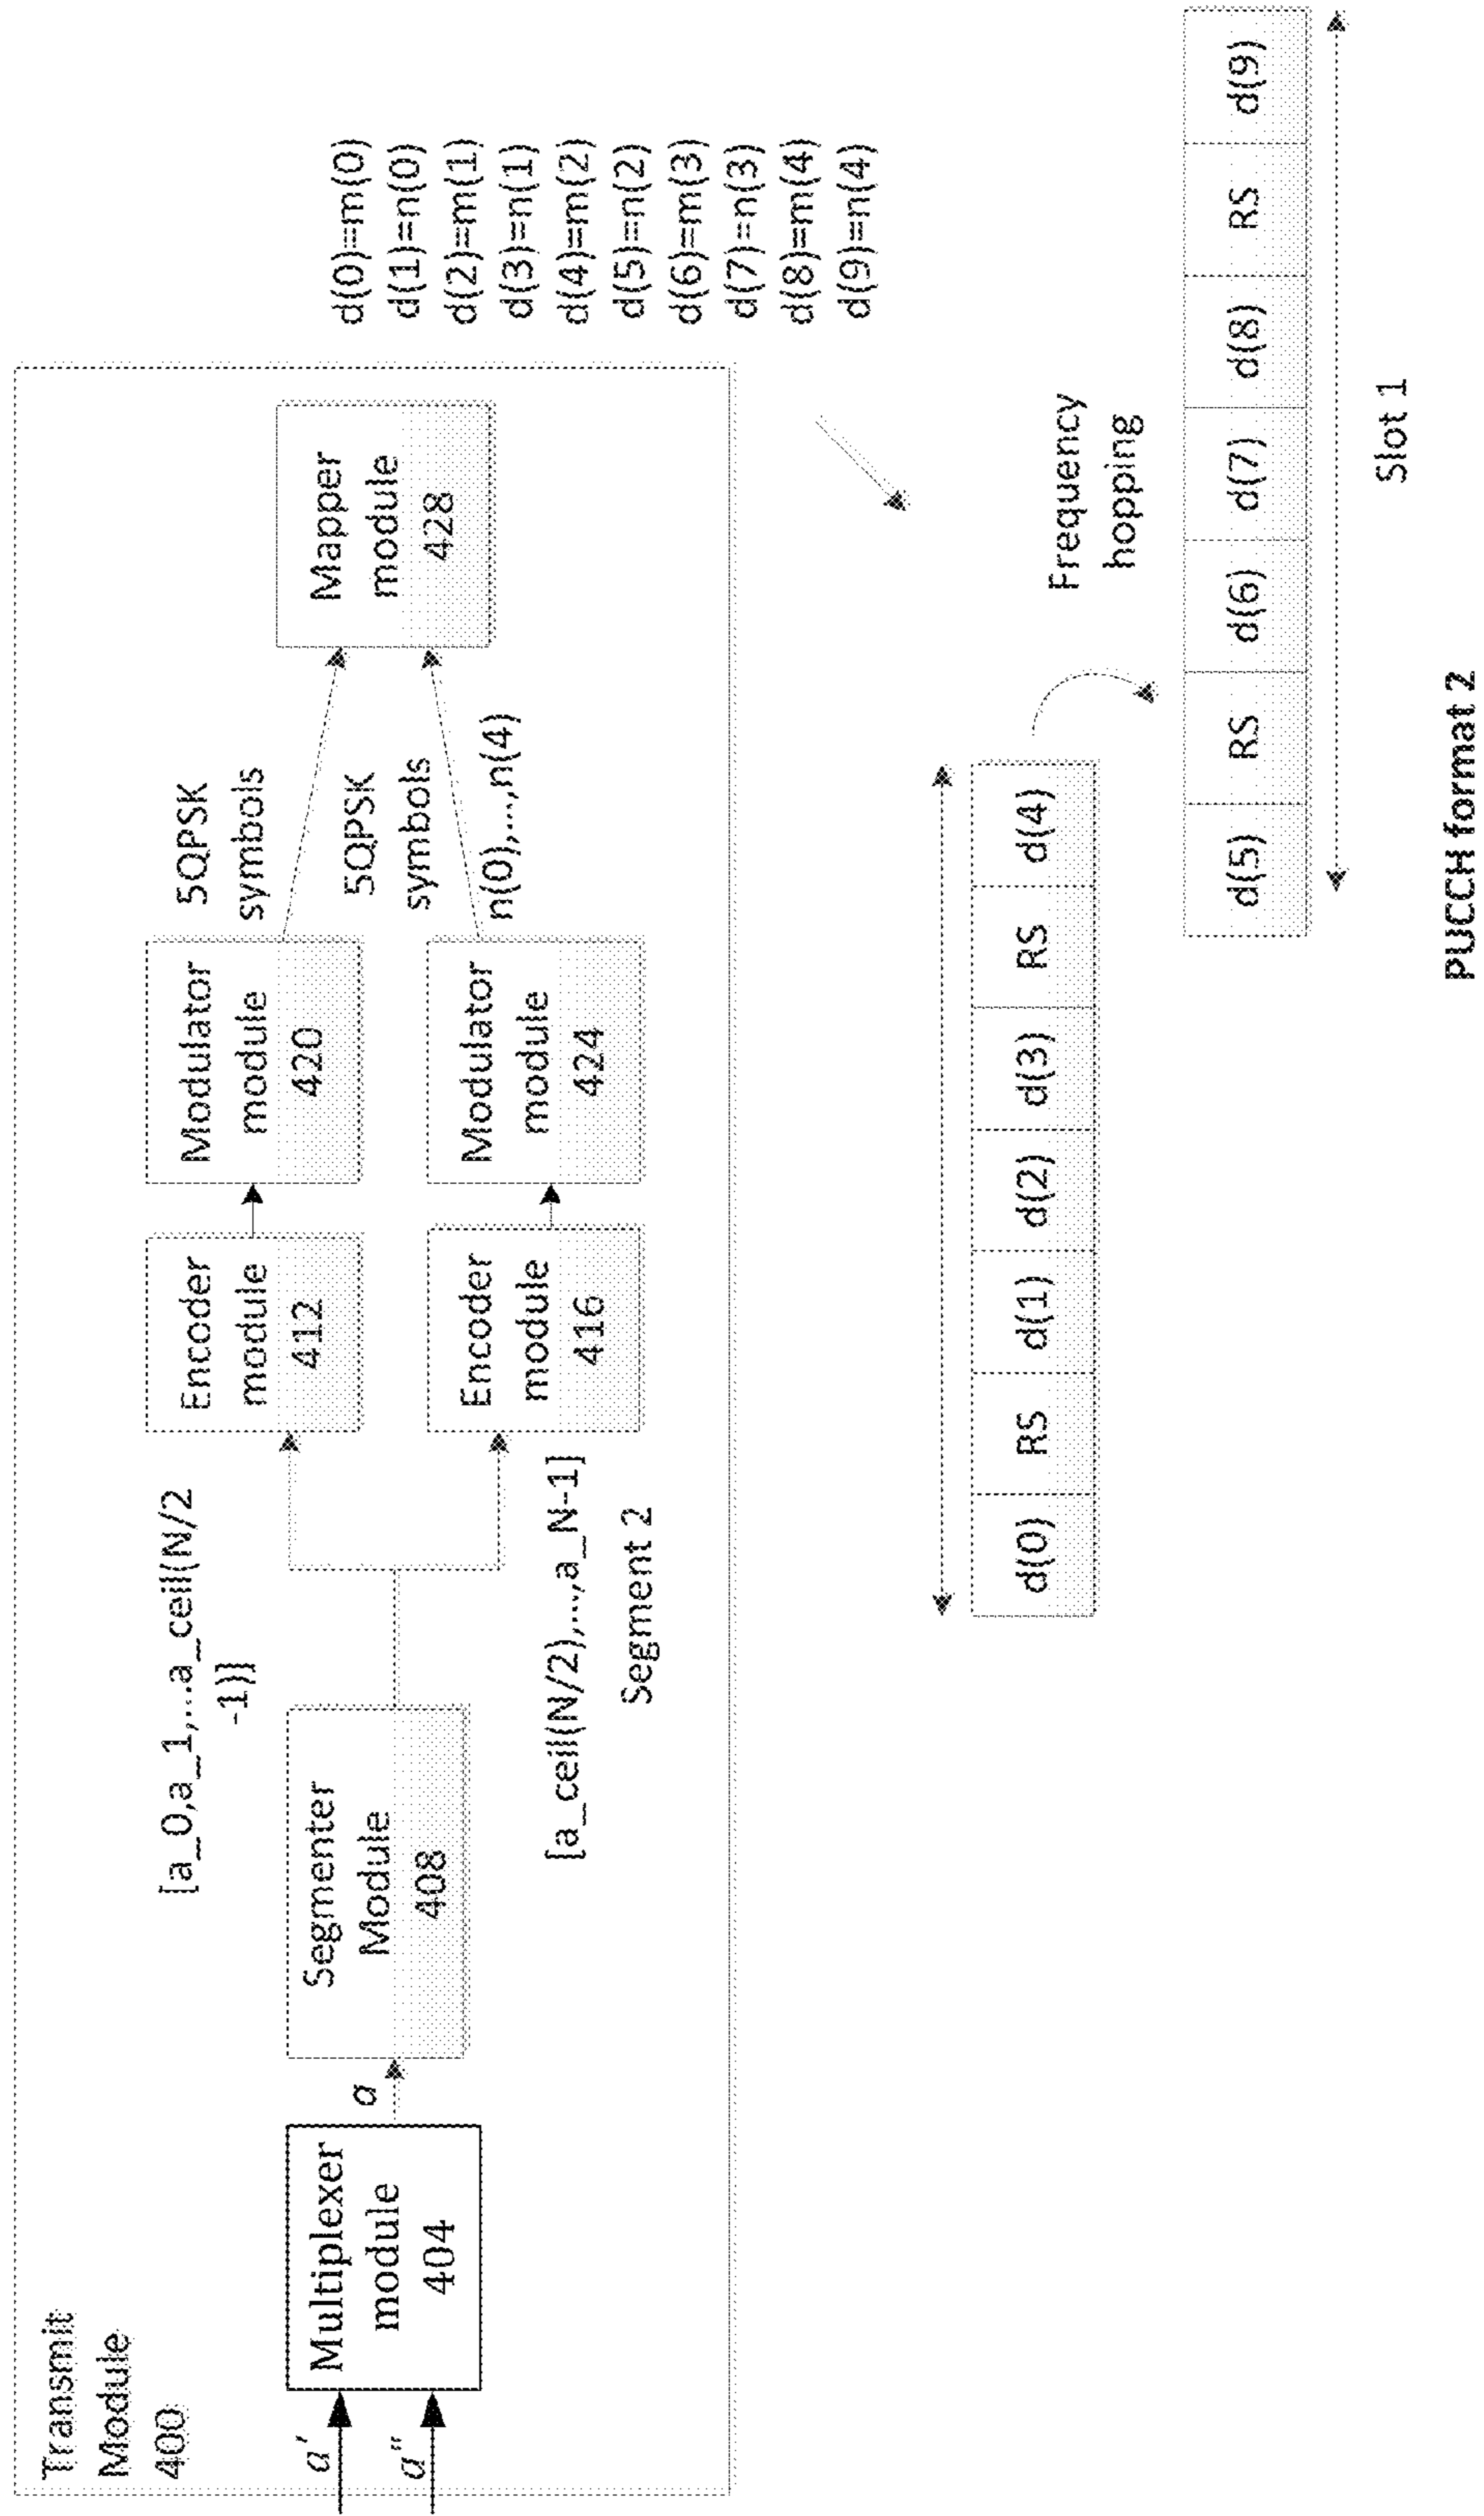 Transmit
Module
400
a'
a"
Multiplexer
module
404
a
Segmenter
Module
408
[a_0,a_1,...a_ceil(N/2
-1)]
[a_ceil(N/2),...,a_N-1]
Segment 2
Encoder
module
412
Encoder
module
416
Modulator
module
420
Modulator
module
424
5QPSK
symbols
5QPSK
symbols
n(0),...,n(4)
Mapper
module
428
d(0)=m(0)
d(1)=n(0)
d(2)=m(1)
d(3)=n(1)
d(4)=m(2)
d(5)=n(2)
d(6)=m(3)
d(7)=n(3)
d(8)=m(4)
d(9)=n(4)
d(0) RS d(1) d(2) d(3) RS d(4)
Frequency
hopping
d(5) RS d(6) d(7) d(8) RS d(9)
Slot 1
PUCCH format 2